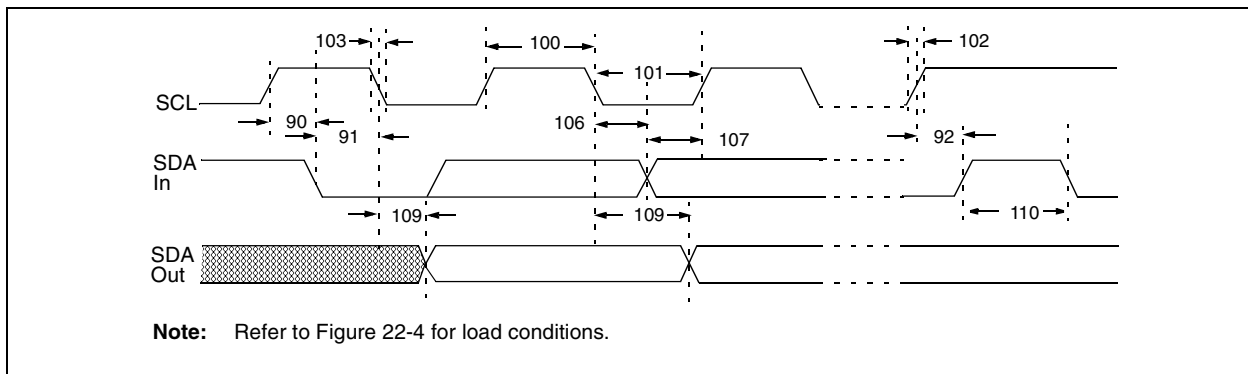 103
100
102
101
SCL
90
91
106
107
92
SDA
In
109
109
110
SDA
Out
Note: Refer to Figure 22-4 for load conditions.